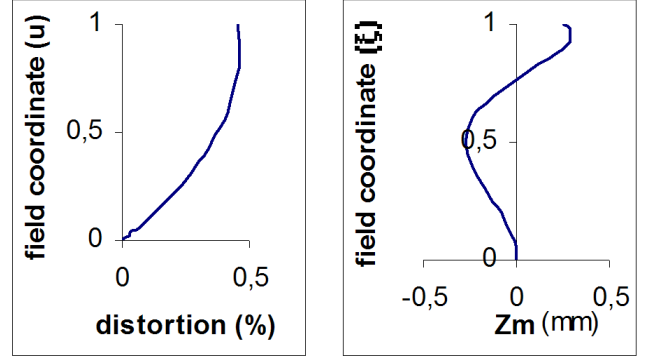 field coordinate (u)
1
0,5
0
0
0,5
distortion (%)
field coordinate (ξ)
1
0,5
0
-0,5
0
0,5
Zm (mm)